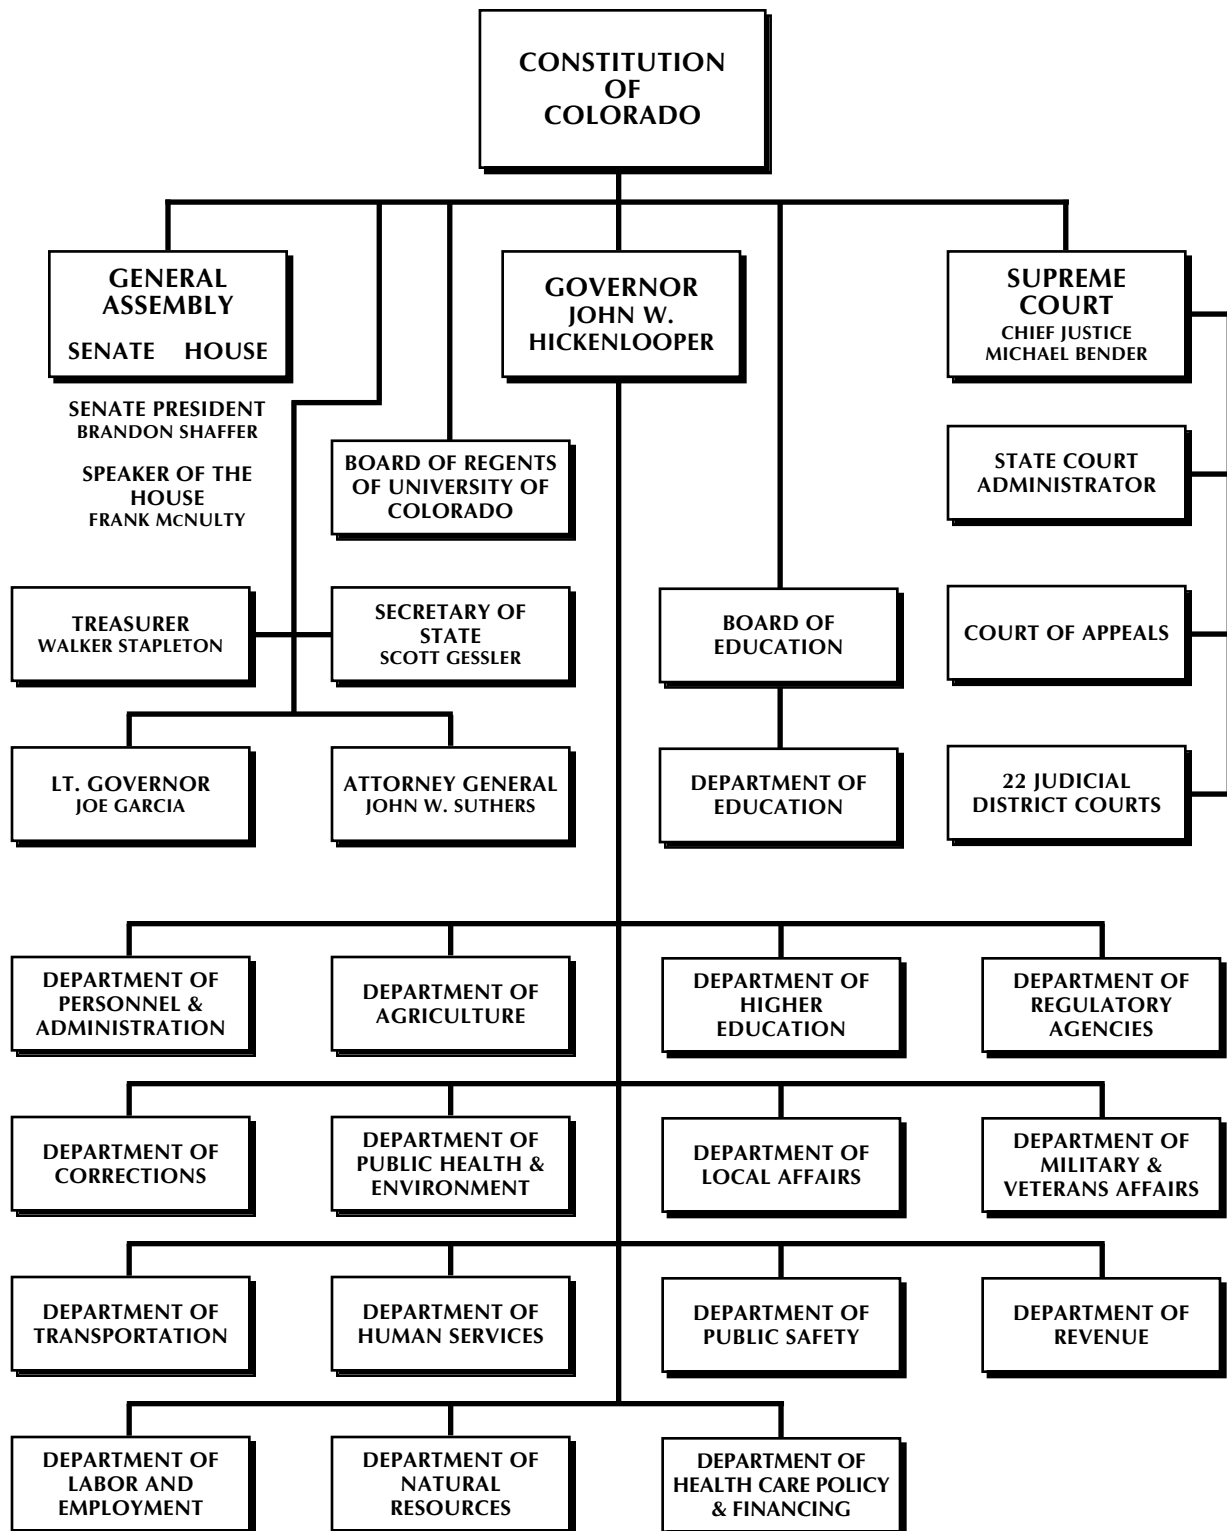 CONSTITUTION
OF
COLORADO
GENERAL
ASSEMBLY
SENATE HOUSE
GOVERNOR
JOHN W.
HICKENLOOPER
SUPREME
COURT
CHIEF JUSTICE
MICHAEL BENDER
SENATE PRESIDENT
BRANDON SHAFFER
SPEAKER OF THE
HOUSE
FRANK McNULTY
BOARD OF REGENTS
OF UNIVERSITY OF
COLORADO
STATE COURT
ADMINISTRATOR
TREASURER
WALKER STAPLETON
SECRETARY OF
STATE
SCOTT GESSLER
BOARD OF
EDUCATION
COURT OF APPEALS
LT. GOVERNOR
JOE GARCIA
ATTORNEY GENERAL
JOHN W. SUTHERS
DEPARTMENT OF
EDUCATION
22 JUDICIAL
DISTRICT COURTS
DEPARTMENT OF
PERSONNEL &
ADMINISTRATION
DEPARTMENT OF
AGRICULTURE
DEPARTMENT OF
HIGHER
EDUCATION
DEPARTMENT OF
REGULATORY
AGENCIES
DEPARTMENT OF
CORRECTIONS
DEPARTMENT OF
PUBLIC HEALTH &
ENVIRONMENT
DEPARTMENT OF
LOCAL AFFAIRS
DEPARTMENT OF
MILITARY &
VETERANS AFFAIRS
DEPARTMENT OF
TRANSPORTATION
DEPARTMENT OF
HUMAN SERVICES
DEPARTMENT OF
PUBLIC SAFETY
DEPARTMENT OF
REVENUE
DEPARTMENT OF
LABOR AND
EMPLOYMENT
DEPARTMENT OF
NATURAL
RESOURCES
DEPARTMENT OF
HEALTH CARE POLICY
& FINANCING